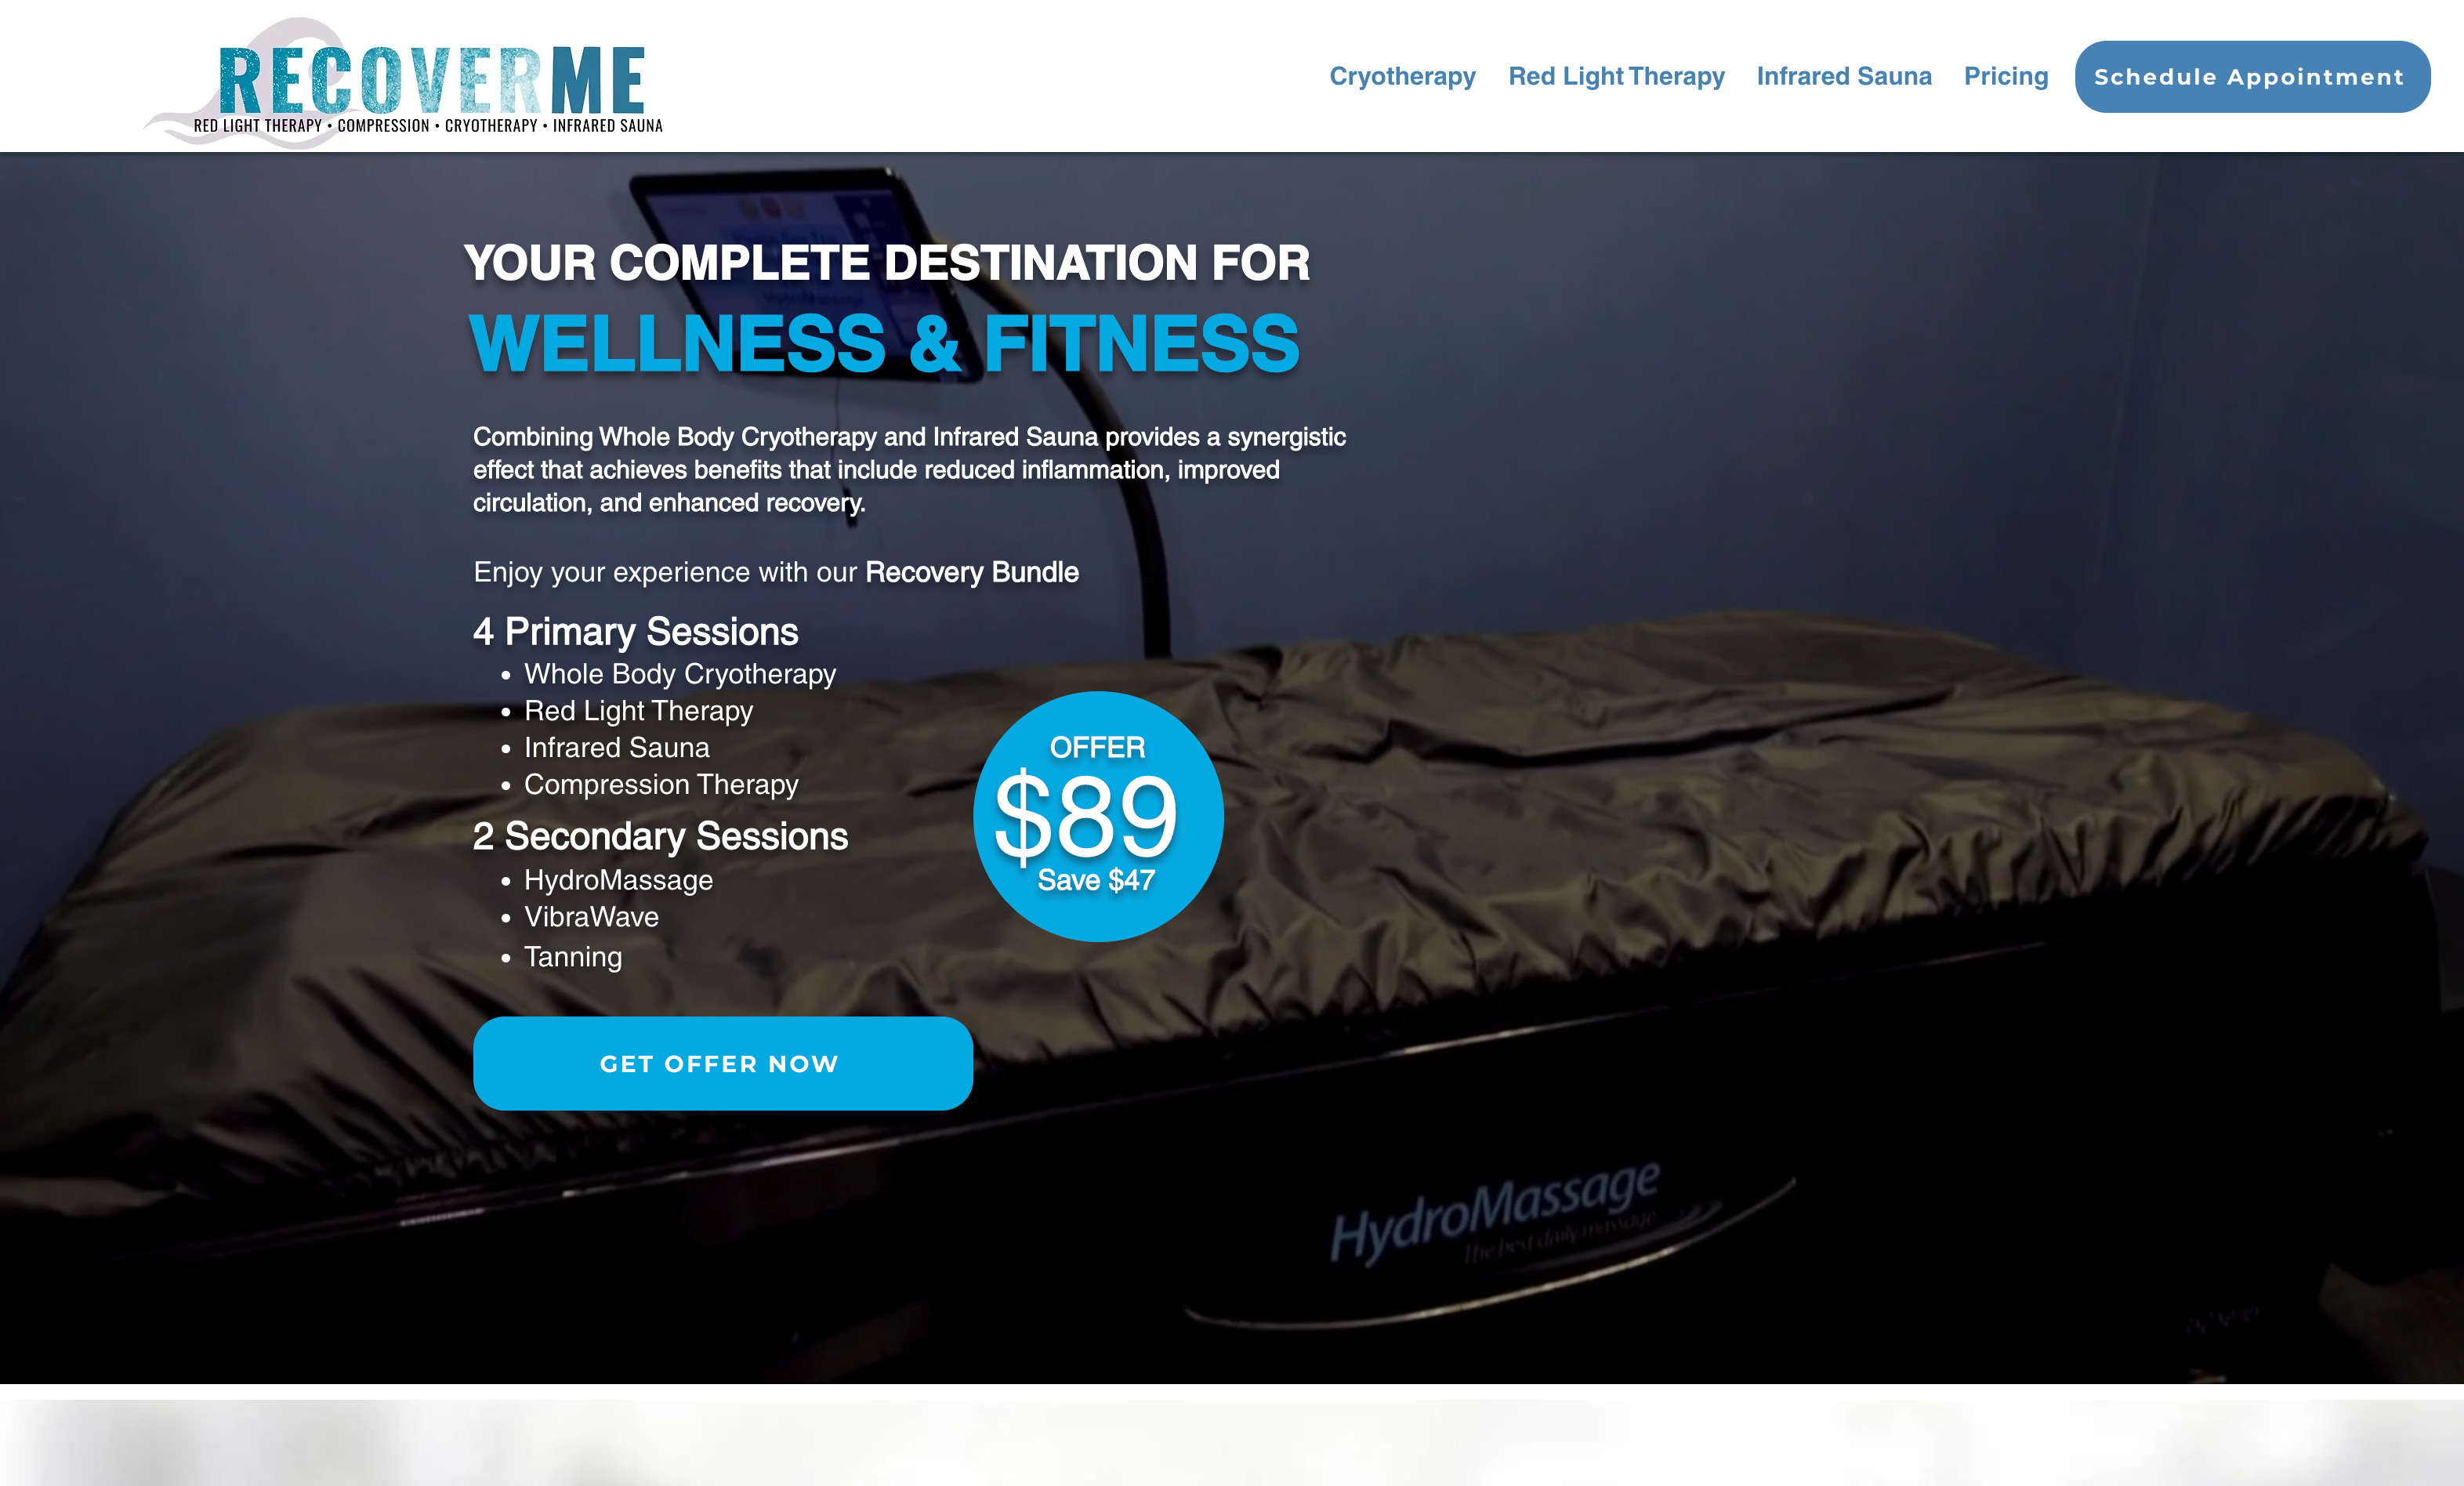 RECOVERME
RED LIGHT THERAPY • COMPRESSION • CRYOTHERAPY • INFRARED SAUNA
Cryotherapy Red Light Therapy Infrared Sauna Pricing Schedule Appointment
YOUR COMPLETE DESTINATION FOR
WELLNESS & FITNESS
Combining Whole Body Cryotherapy and Infrared Sauna provides a synergistic
effect that achieves benefits that include reduced inflammation, improved
circulation, and enhanced recovery.
Enjoy your experience with our Recovery Bundle
4 Primary Sessions
• Whole Body Cryotherapy
• Red Light Therapy
• Infrared Sauna
• Compression Therapy
2 Secondary Sessions
• HydroMassage
• VibraWave
• Tanning
OFFER
$89
Save $47
GET OFFER NOW
HydroMassage
The best daily massage